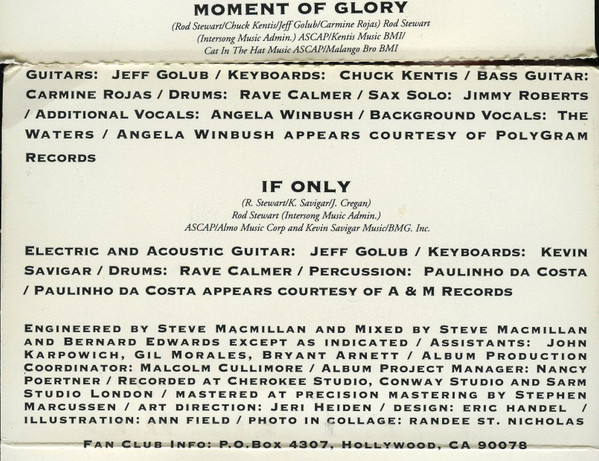 MOMENT OF GLORY
(Rod Stewart/Chuck Kentis/Jeff Golub/Carmine Rojas) Rod Stewart
(Intersong Music Admin.) ASCAP/Kentis Music BMI/
Cat In The Hat Music ASCAP/Malango Bro BMI
GUITARS: JEFF GOLUB / KEYBOARDS: CHUCK KENTIS / BASS GUITAR:
CARMINE ROJAS / DRUMS: RAVE CALMER / SAX SOLO: JIMMY ROBERTS
/ ADDITIONAL VOCALS: ANGELA WINBUSH / BACKGROUND VOCALS: THE
WATERS / ANGELA WINBUSH APPEARS COURTESY OF POLYGRAM
RECORDS
IF ONLY
(R. Stewart/K. Savigar/J. Cregan)
Rod Stewart (Intersong Music Admin.)
ASCAP/Almo Music Corp and Kevin Savigar Music/BMG. Inc.
ELECTRIC AND ACOUSTIC GUITAR: JEFF GOLUB / KEYBOARDS: KEVIN
SAVIGAR / DRUMS: RAVE CALMER / PERCUSSION: PAULINHO DA COSTA
/ PAULINHO DA COSTA APPEARS COURTESY OF A & M RECORDS
ENGINEERED BY STEVE MACMILLAN AND MIXED BY STEVE MACMILLAN
AND BERNARD EDWARDS EXCEPT AS INDICATED / ASSISTANTS: JOHN
KARPOWICH, GIL MORALES, BRYANT ARNETT / ALBUM PRODUCTION
COORDINATOR: MALCOLM CULLIMORE / ALBUM PROJECT MANAGER: NANCY
POERTNER / RECORDED AT CHEROKEE STUDIO, CONWAY STUDIO AND SARM
STUDIO LONDON / MASTERED AT PRECISION MASTERING BY STEPHEN
MARCUSSEN / ART DIRECTION: JERI HEIDEN / DESIGN: ERIC HANDEL /
ILLUSTRATION: ANN FIELD / PHOTO IN COLLAGE: RANDEE ST. NICHOLAS
FAN CLUB INFO: P.O.BOX 4307, HOLLYWOOD, CA 90078